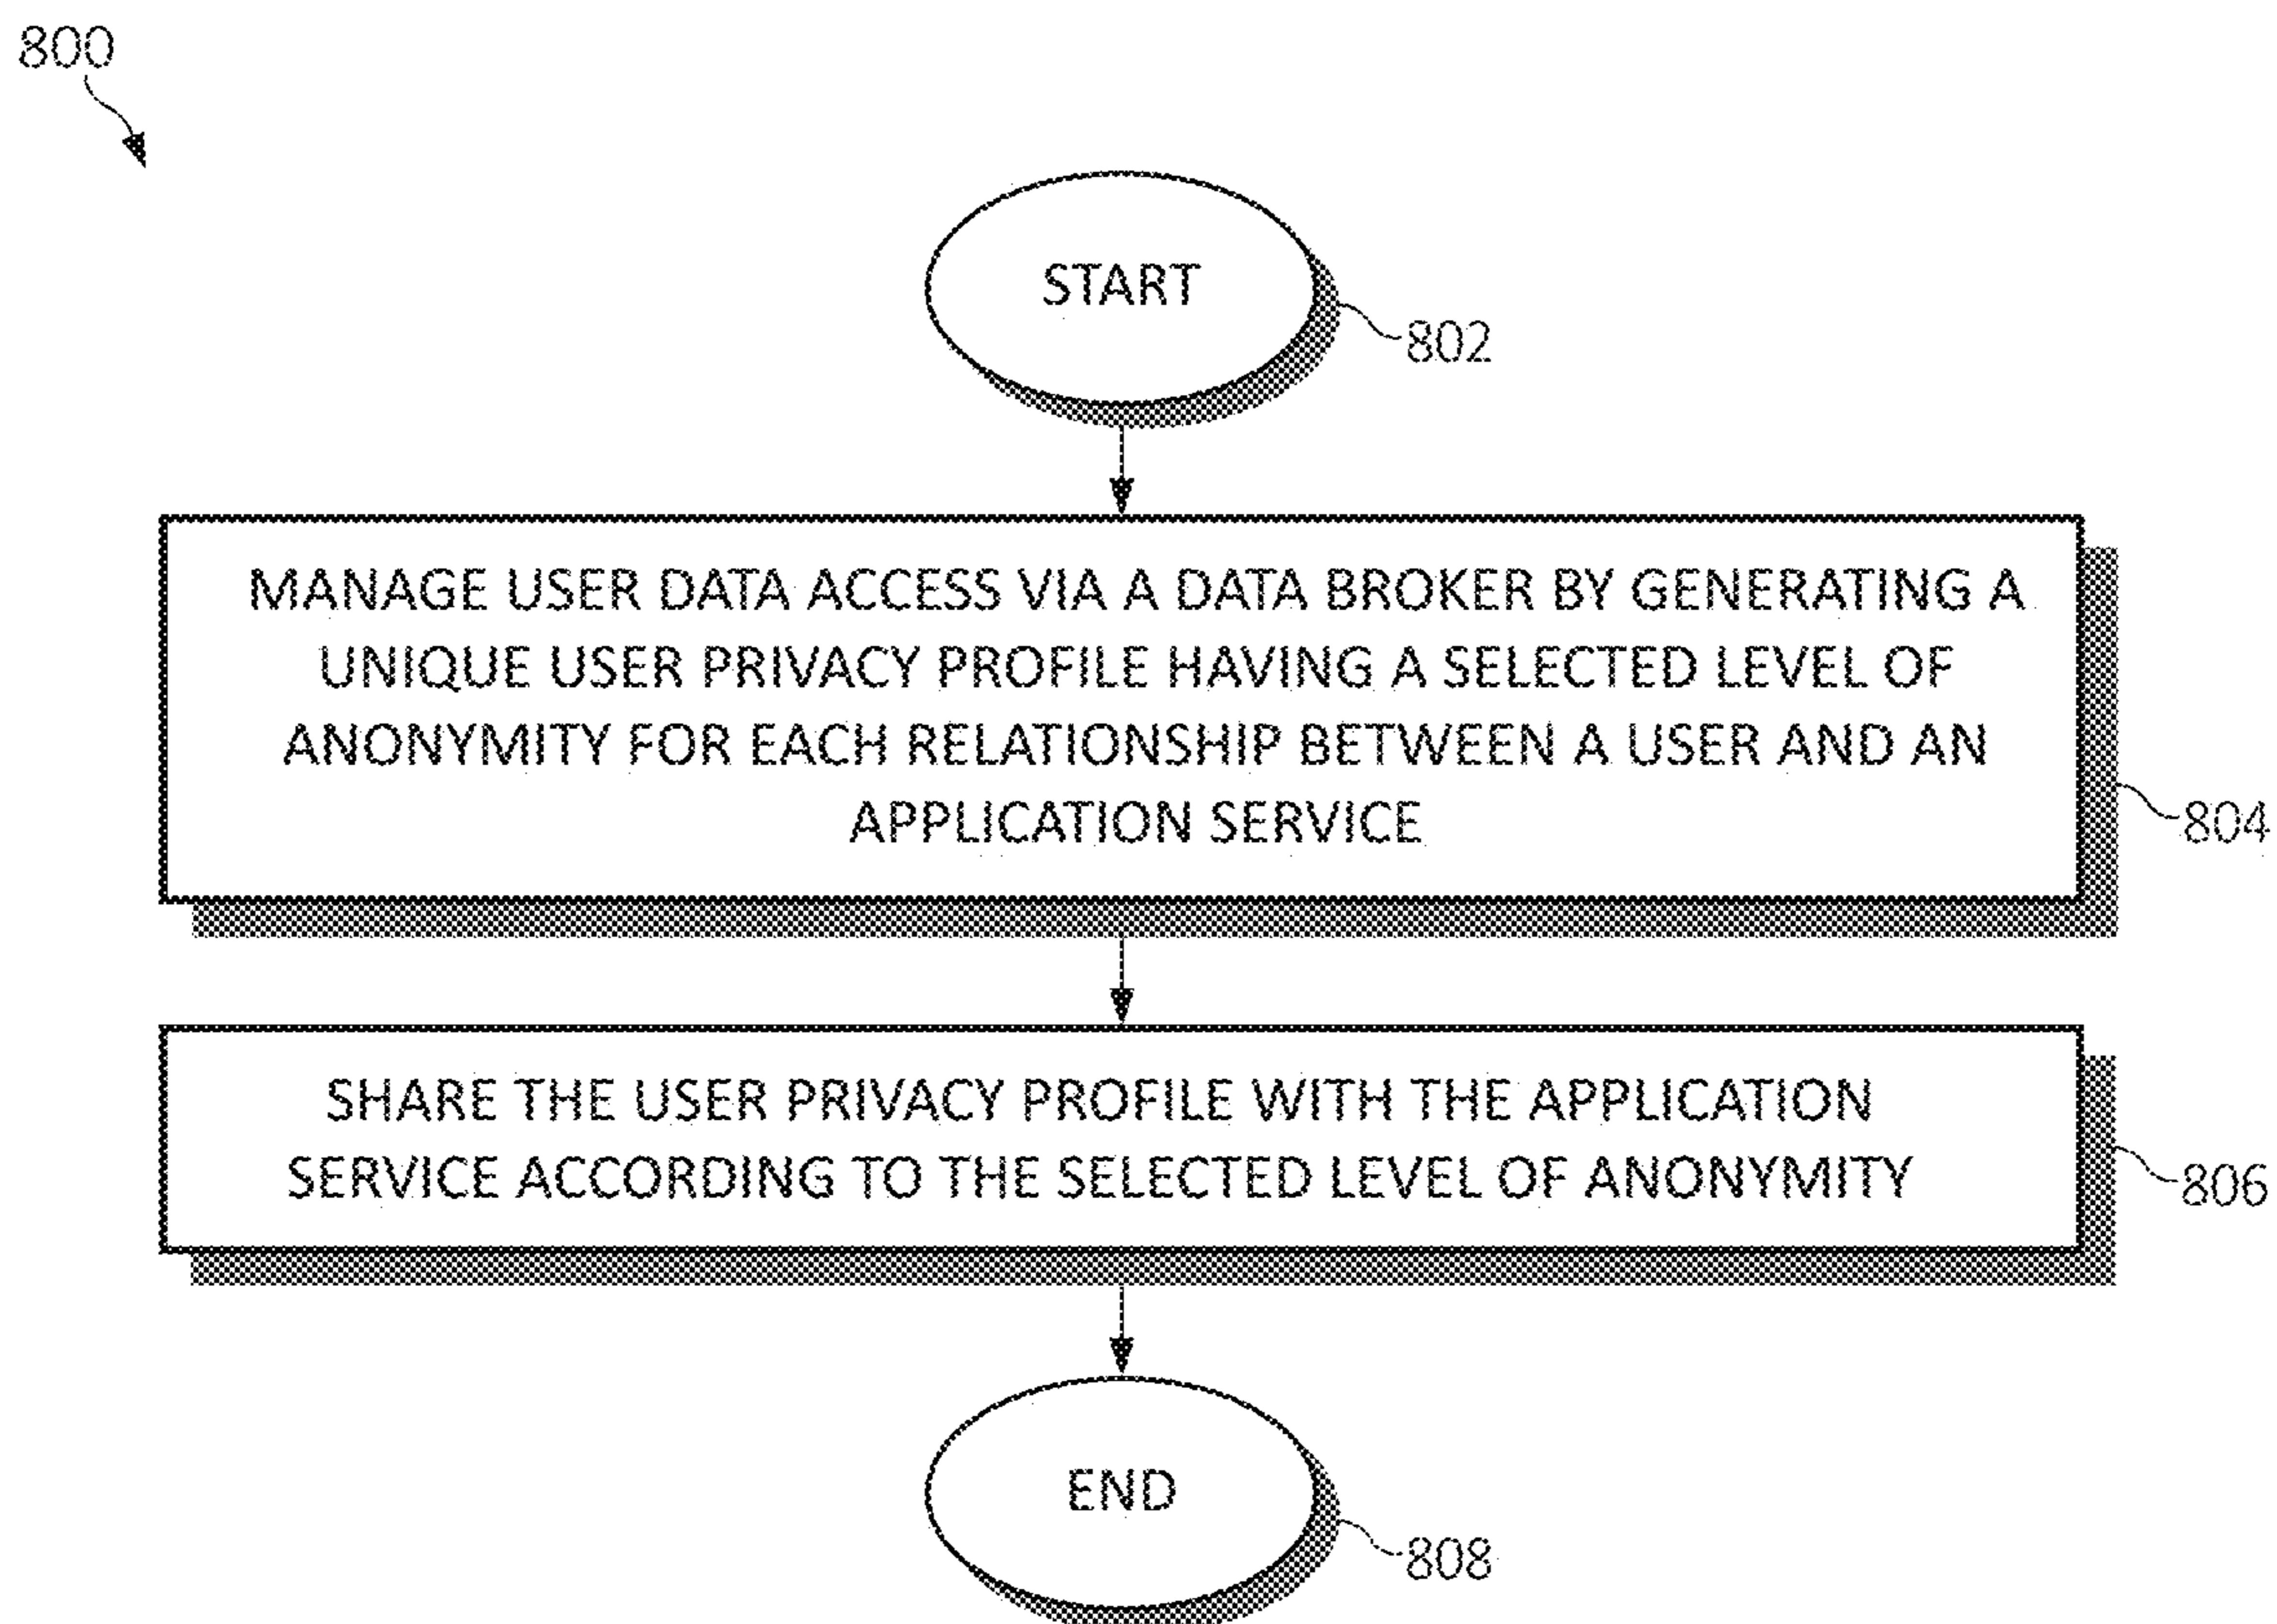 800
START
802
MANAGE USER DATA ACCESS VIA A DATA BROKER BY GENERATING A
UNIQUE USER PRIVACY PROFILE HAVING A SELECTED LEVEL OF
ANONYMITY FOR EACH RELATIONSHIP BETWEEN A USER AND AN
APPLICATION SERVICE
804
SHARE THE USER PRIVACY PROFILE WITH THE APPLICATION
SERVICE ACCORDING TO THE SELECTED LEVEL OF ANONYMITY
806
END
808